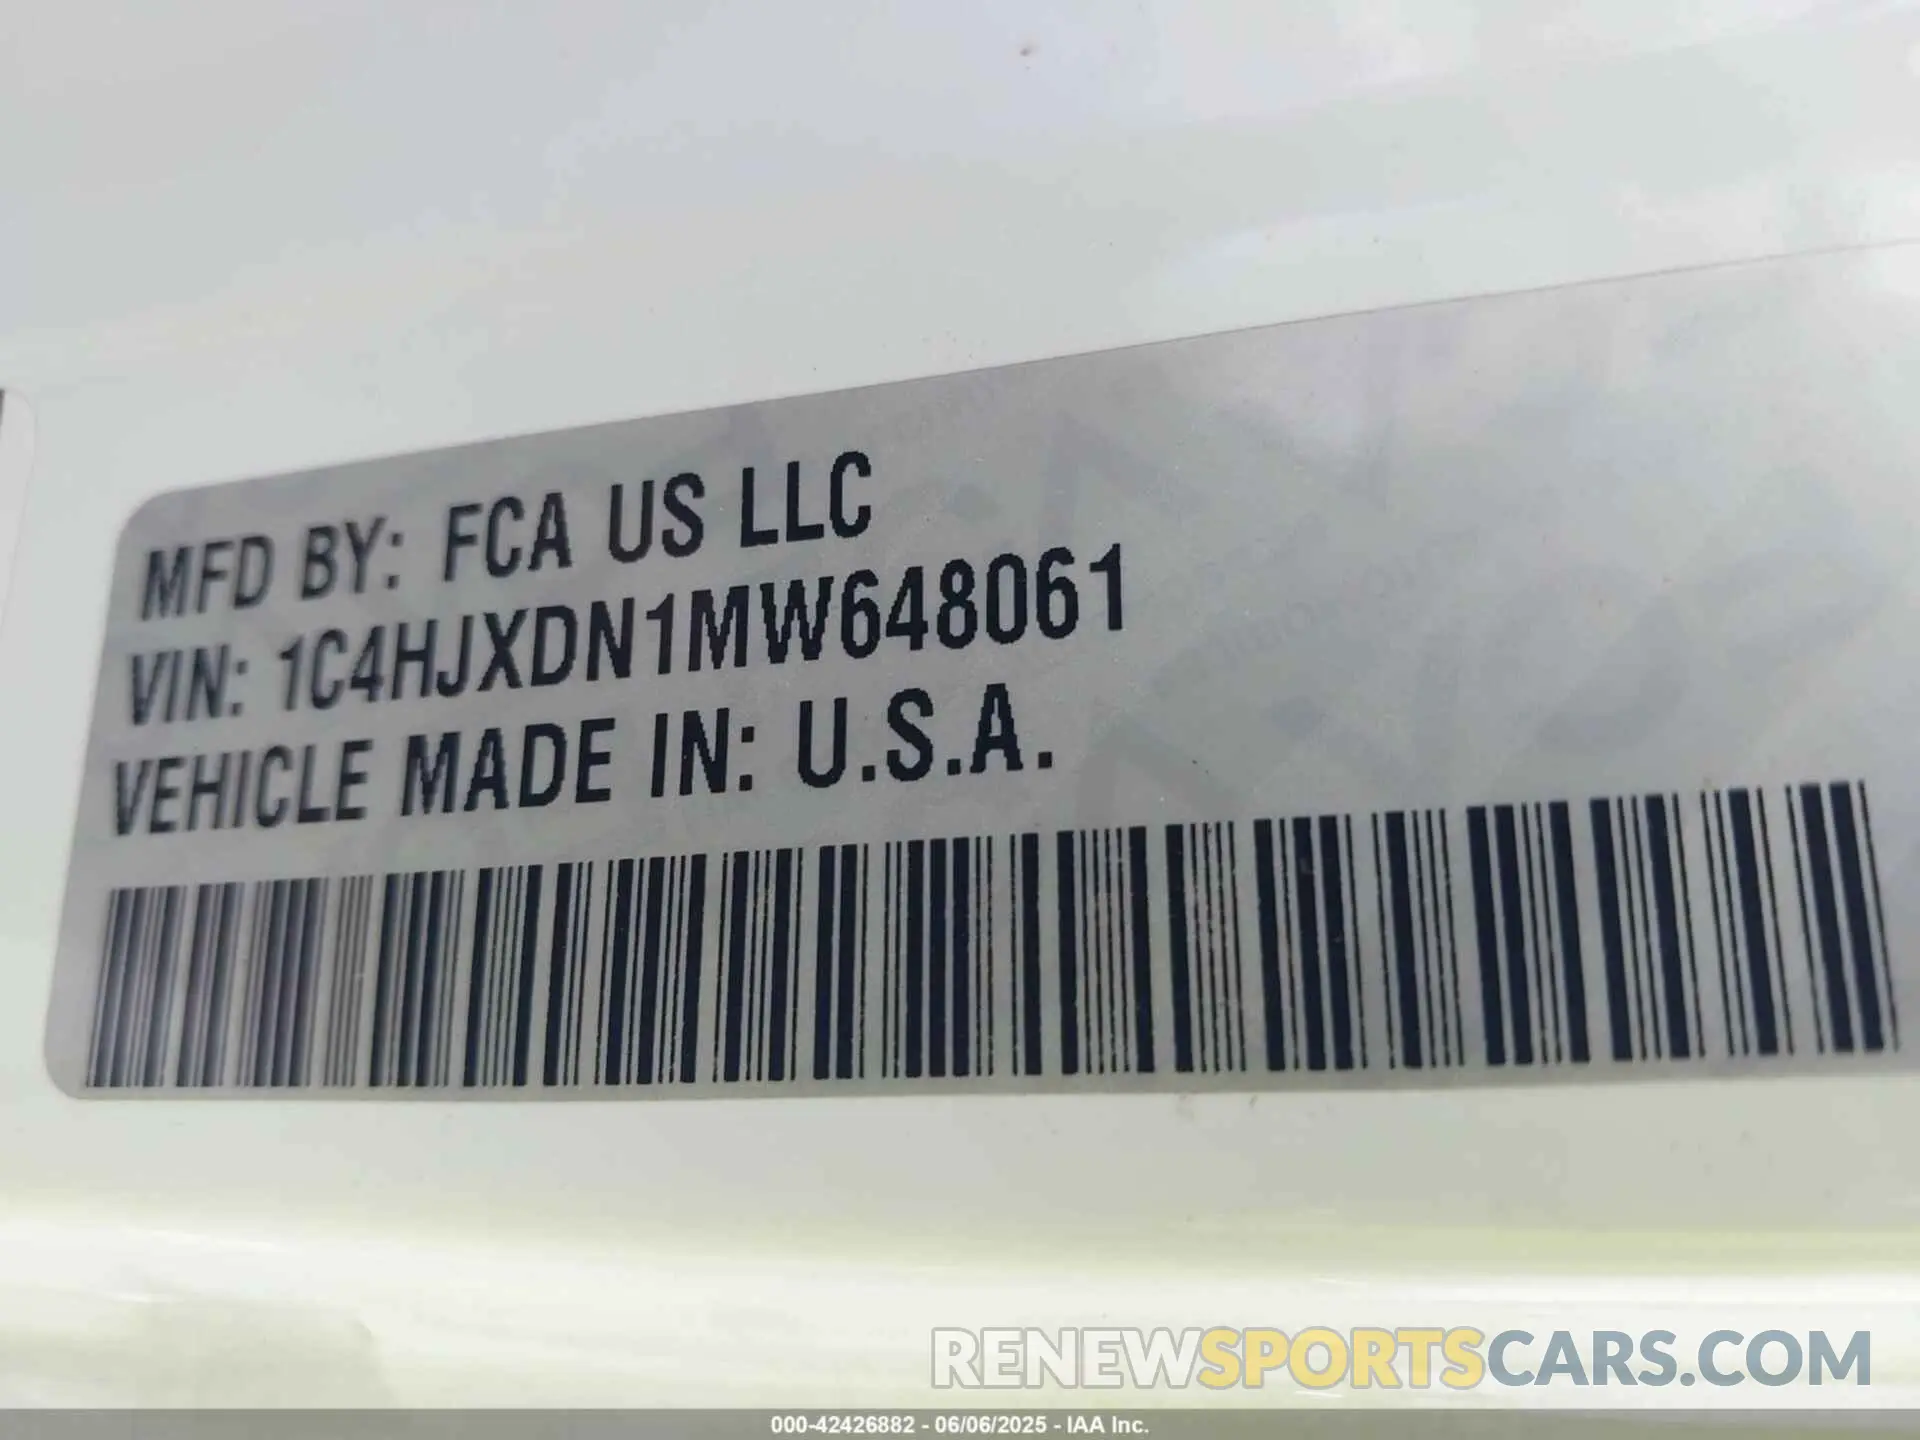 MFD BY: FCA US LLC
VIN: 1C4HJXDN1MW648061
VEHICLE MADE IN: U.S.A.
RENEWSPORTSCARS.COM
000-42426882 - 06/06/2025 - IAA Inc.